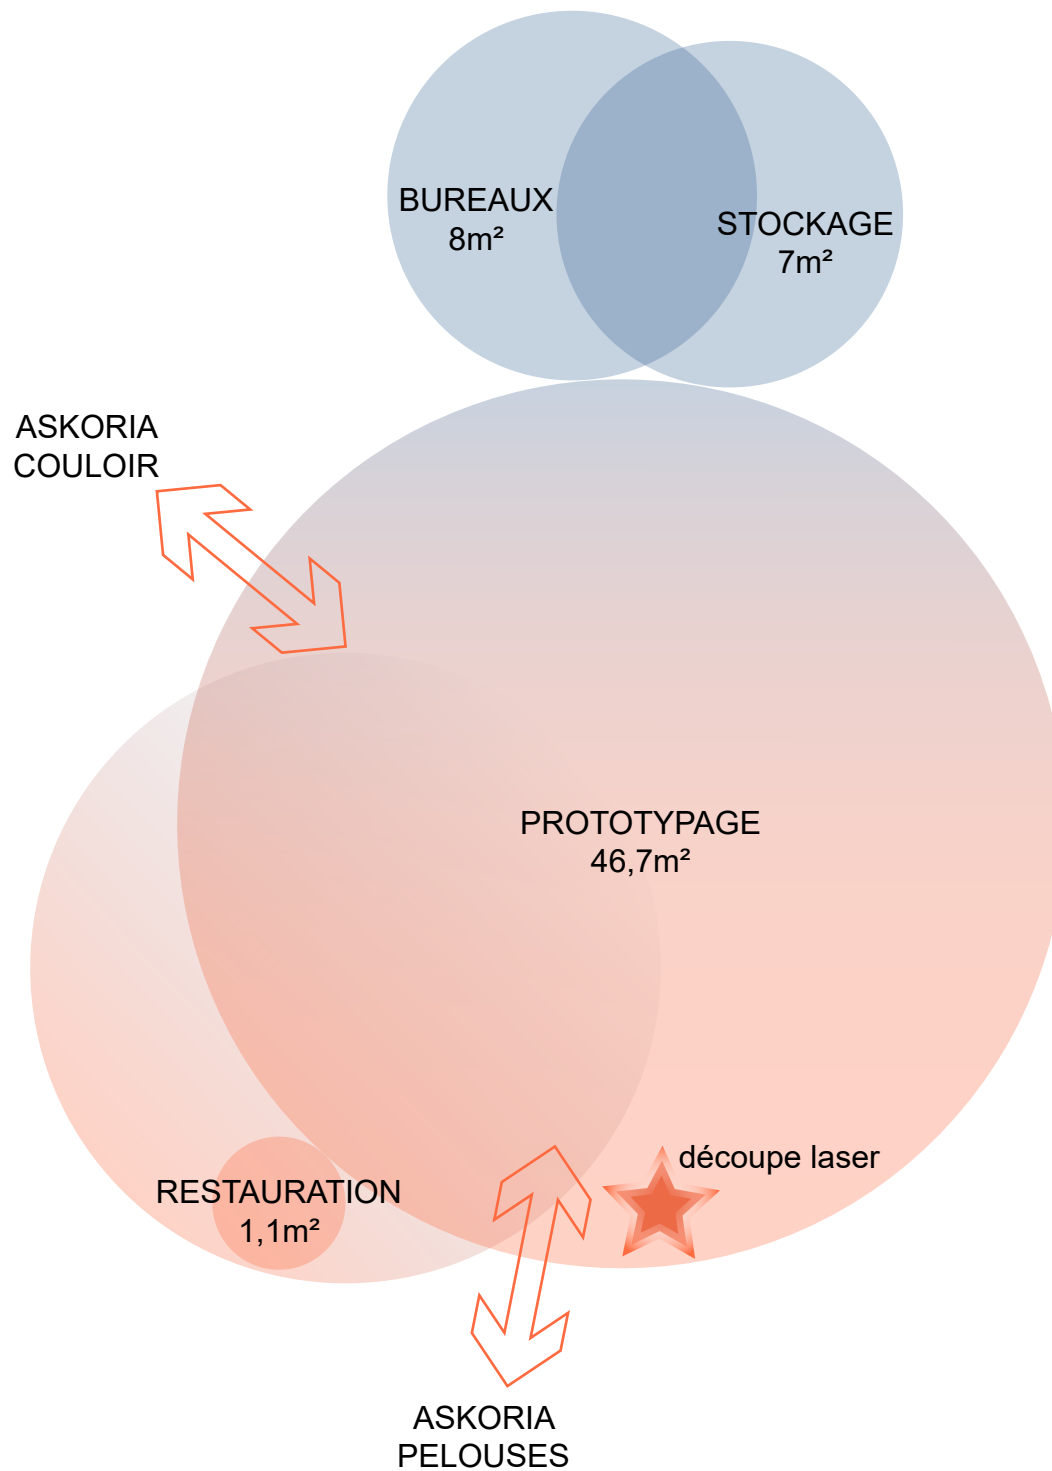 BUREAUX
8m²
STOCKAGE
7m²
ASKORIA
COULOIR
PROTOTYPAGE
46,7m²
découpe laser
RESTAURATION
1,1m²
ASKORIA
PELOUSES